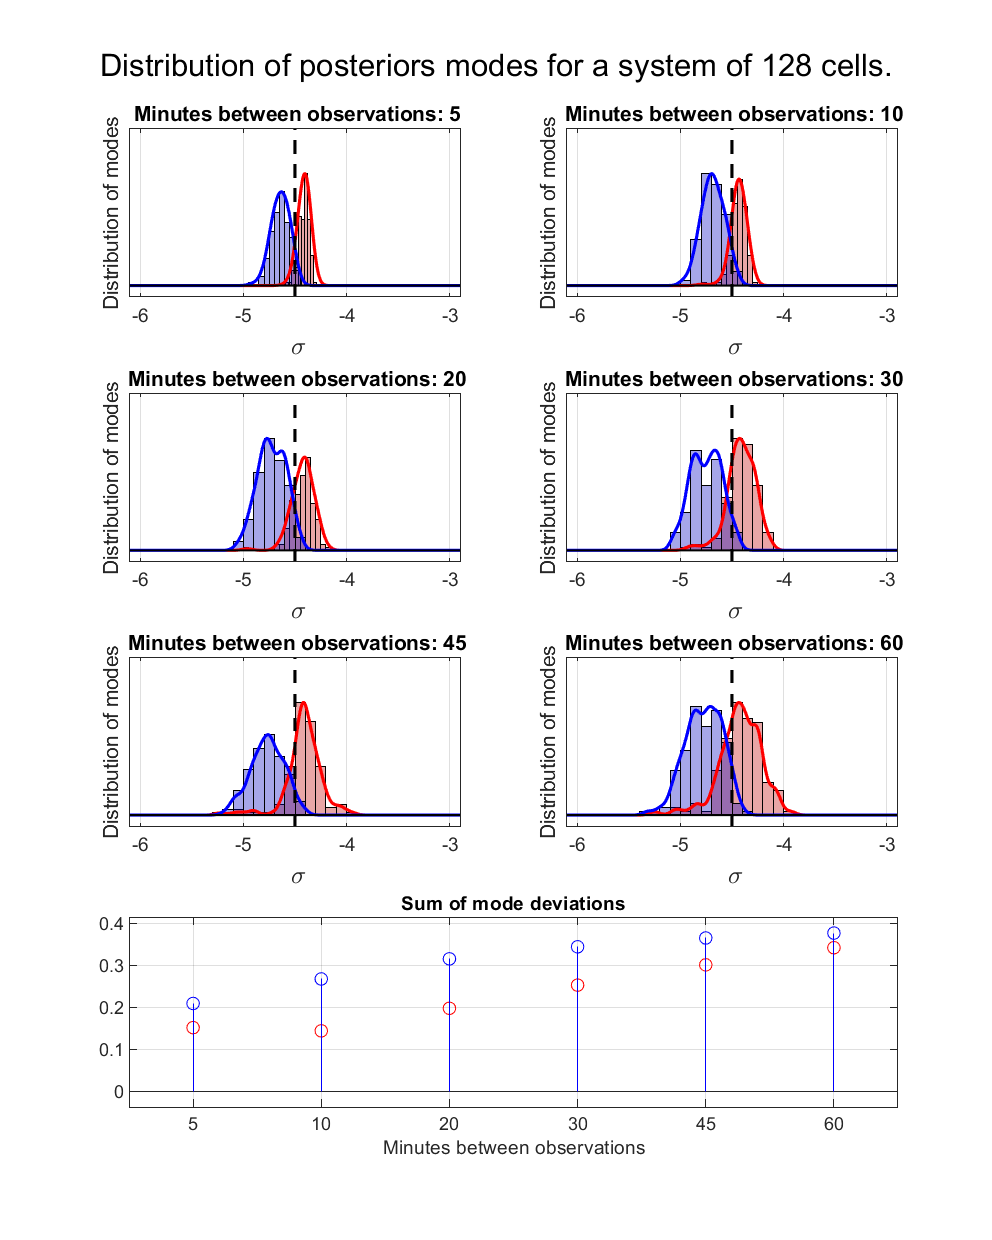 Distribution of posteriors modes for a system of 128 cells.
Minutes between observations: 5
Distribution of modes
-6 -5 -4 -3
σ
Minutes between observations: 10
Distribution of modes
-6 -5 -4 -3
σ
Minutes between observations: 20
Distribution of modes
-6 -5 -4 -3
σ
Minutes between observations: 30
Distribution of modes
-6 -5 -4 -3
σ
Minutes between observations: 45
Distribution of modes
-6 -5 -4 -3
σ
Minutes between observations: 60
Distribution of modes
-6 -5 -4 -3
σ
Sum of mode deviations
0.4
0.3
0.2
0.1
0
5 10 20 30 45 60
Minutes between observations